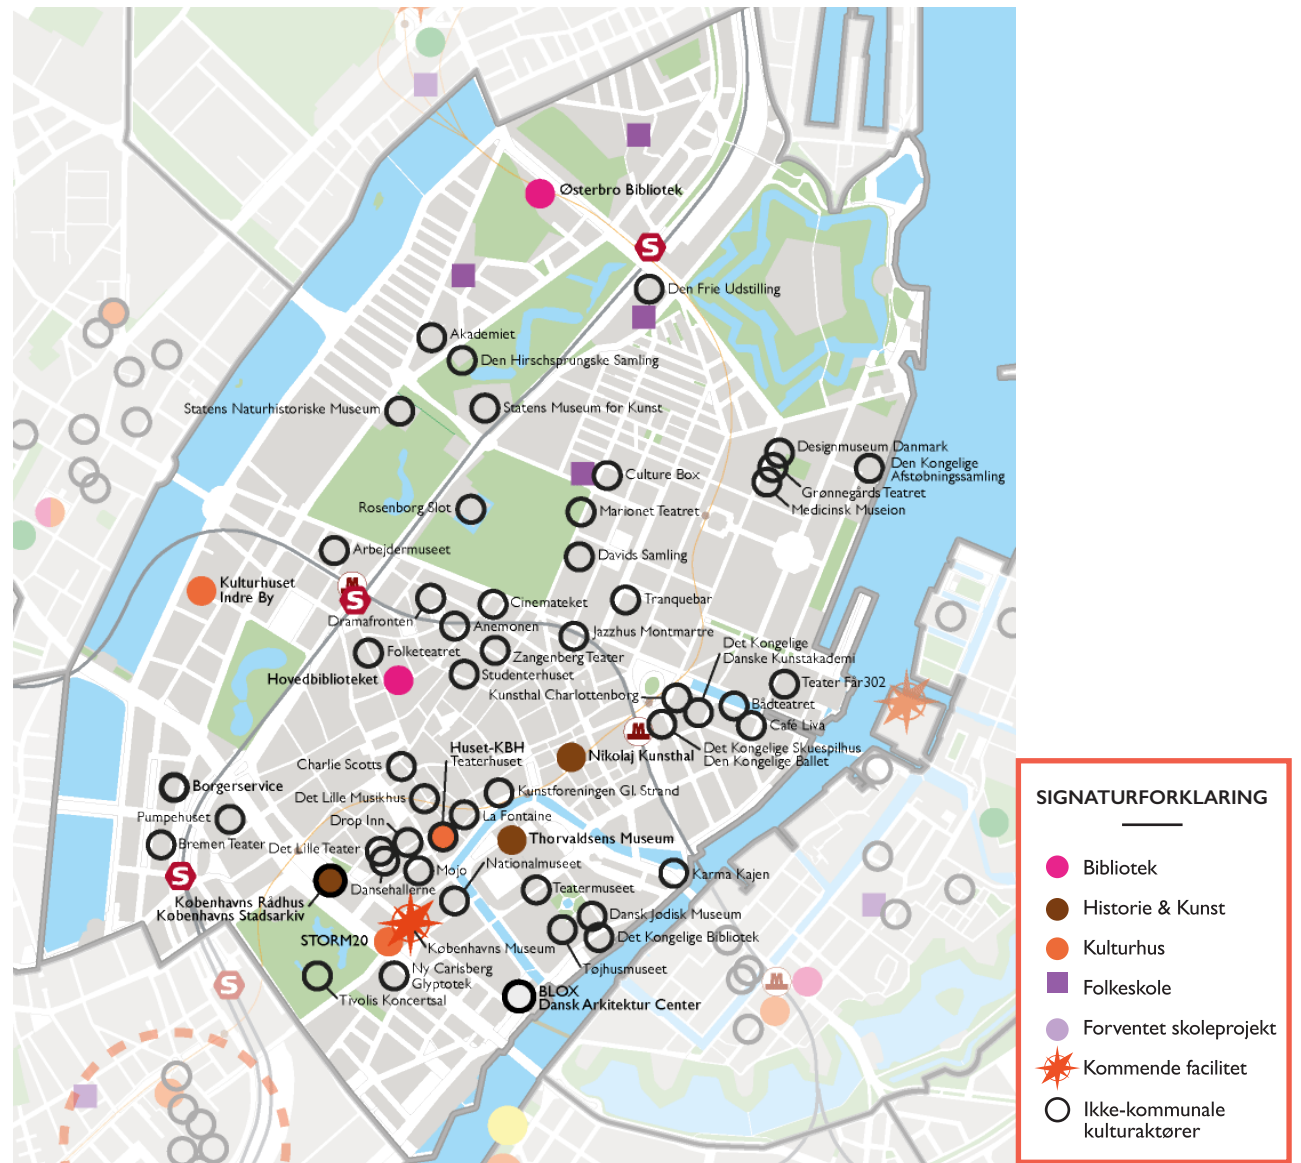 Østerbro Bibliotek
S
Den Frie Udstilling
Akademiet
Den Hirschsprungske Samling
Statens Naturhistoriske Museum
Statens Museum for Kunst
Designmuseum Danmark
Den Kongelige
Afstøbningssamling
Culture Box
Grønnegårds Teatret
Medicinsk Museion
Rosenborg Slot
Marionet Teatret
Arbejdermuseet
Davids Samling
Kulturhuset
Indre By
M
S
Dramafronten
Cinemateket
Tranquebar
Anemonen
Jazzhus Montmartre
Folketeatret
Zangenberg Teater
Det Kongelige
Danske Kunstakademi
Hovedbiblioteket
Studenterhuset
Teater Får302
Kunsthal Charlottenborg
Bådteatret
Café Liva
M
Huset-KBH
Teaterhuset
Nikolaj Kunsthal
Det Kongelige Skuespilhus
Den Kongelige Ballet
Charlie Scotts
Borgerservice
Det Lille Musikhus
Kunstforeningen Gl. Strand
Pumpehuset
Drop Inn
La Fontaine
Bremen Teater
Det Lille Teater
Thorvaldsens Museum
S
Dansehallerne
Mojo
Nationalmuseet
Karma Kajen
Københavns Rådhus
Københavns Stadsarkiv
Teatermuseet
Dansk Jødisk Museum
STORM20
Københavns Museum
Det Kongelige Bibliotek
Ny Carlsberg
Glyptotek
Tøjhusmuseet
S
Tivolis Koncertsal
BLOX
Dansk Arkitektur Center
M
SIGNATURFORKLARING
Bibliotek
Historie & Kunst
Kulturhus
Folkeskole
Forventet skoleprojekt
Kommende facilitet
Ikke-kommunale
kulturaktører